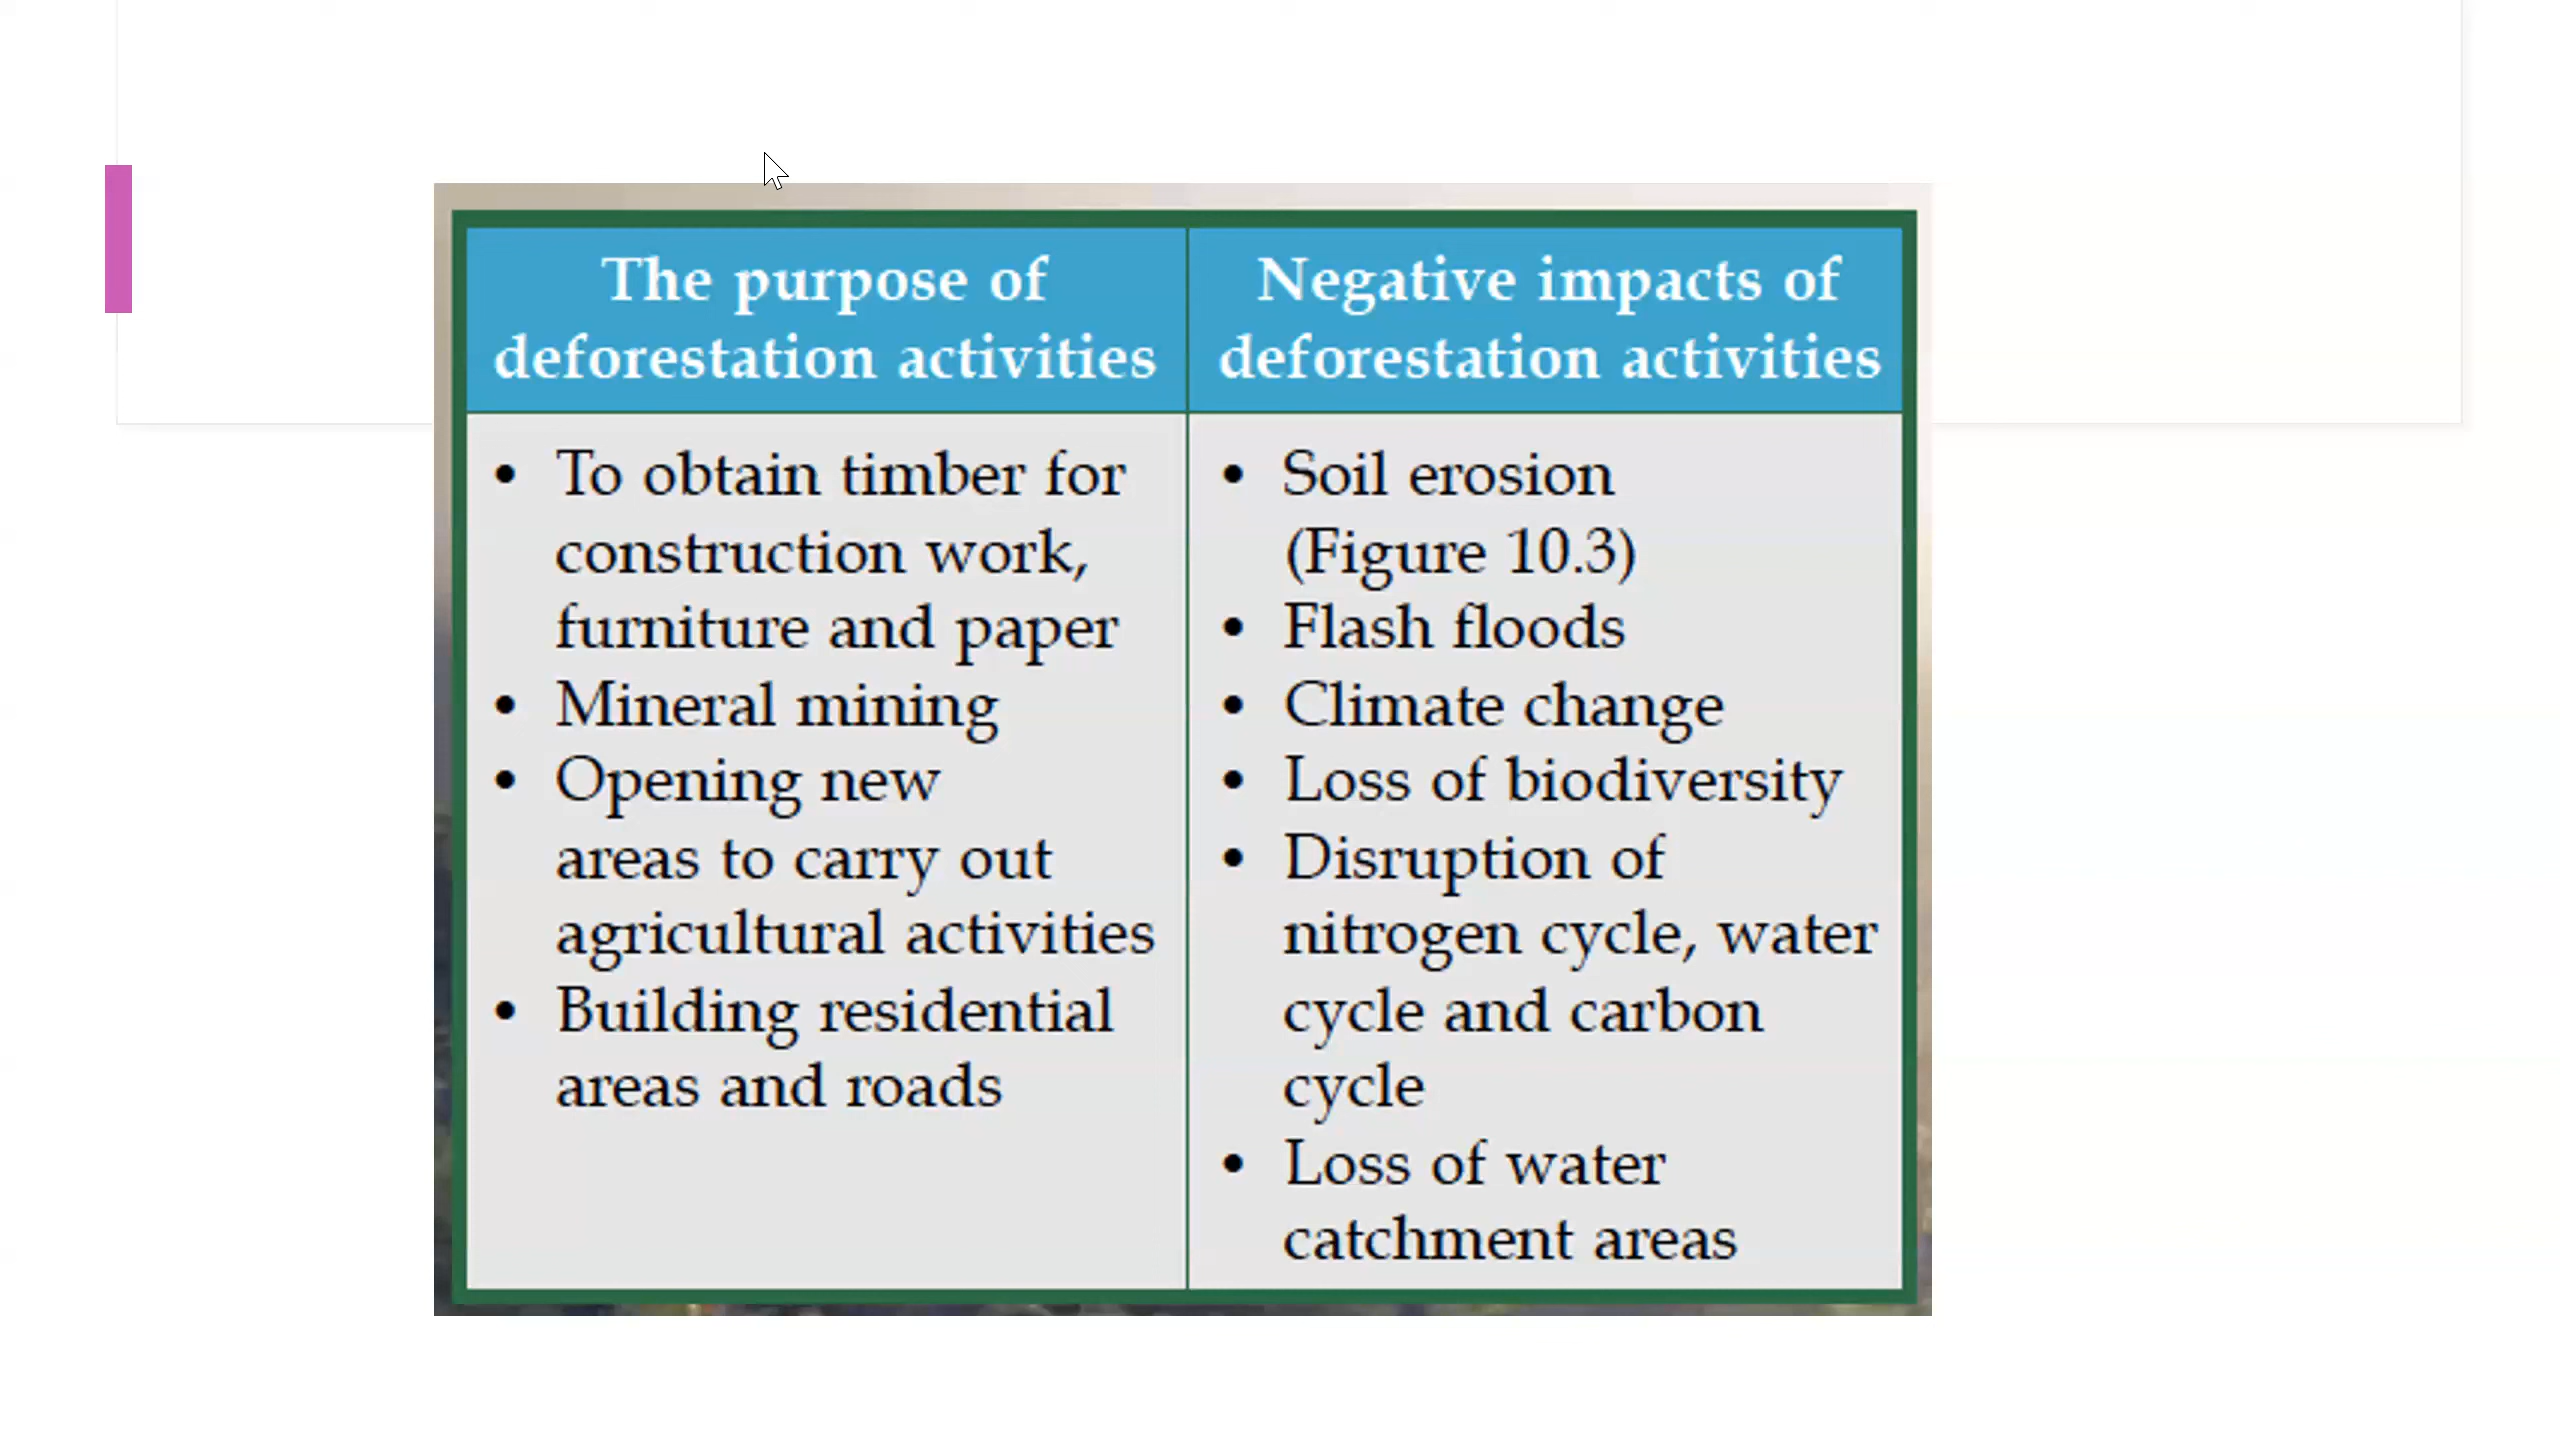 The purpose of
deforestation activities
• To obtain timber for
construction work,
furniture and paper
• Mineral mining
• Opening new
areas to carry out
agricultural activities
• Building residential
areas and roads
Negative impacts of
deforestation activities
• Soil erosion
(Figure 10.3)
• Flash floods
• Climate change
• Loss of biodiversity
• Disruption of
nitrogen cycle, water
cycle and carbon
cycle
• Loss of water
catchment areas